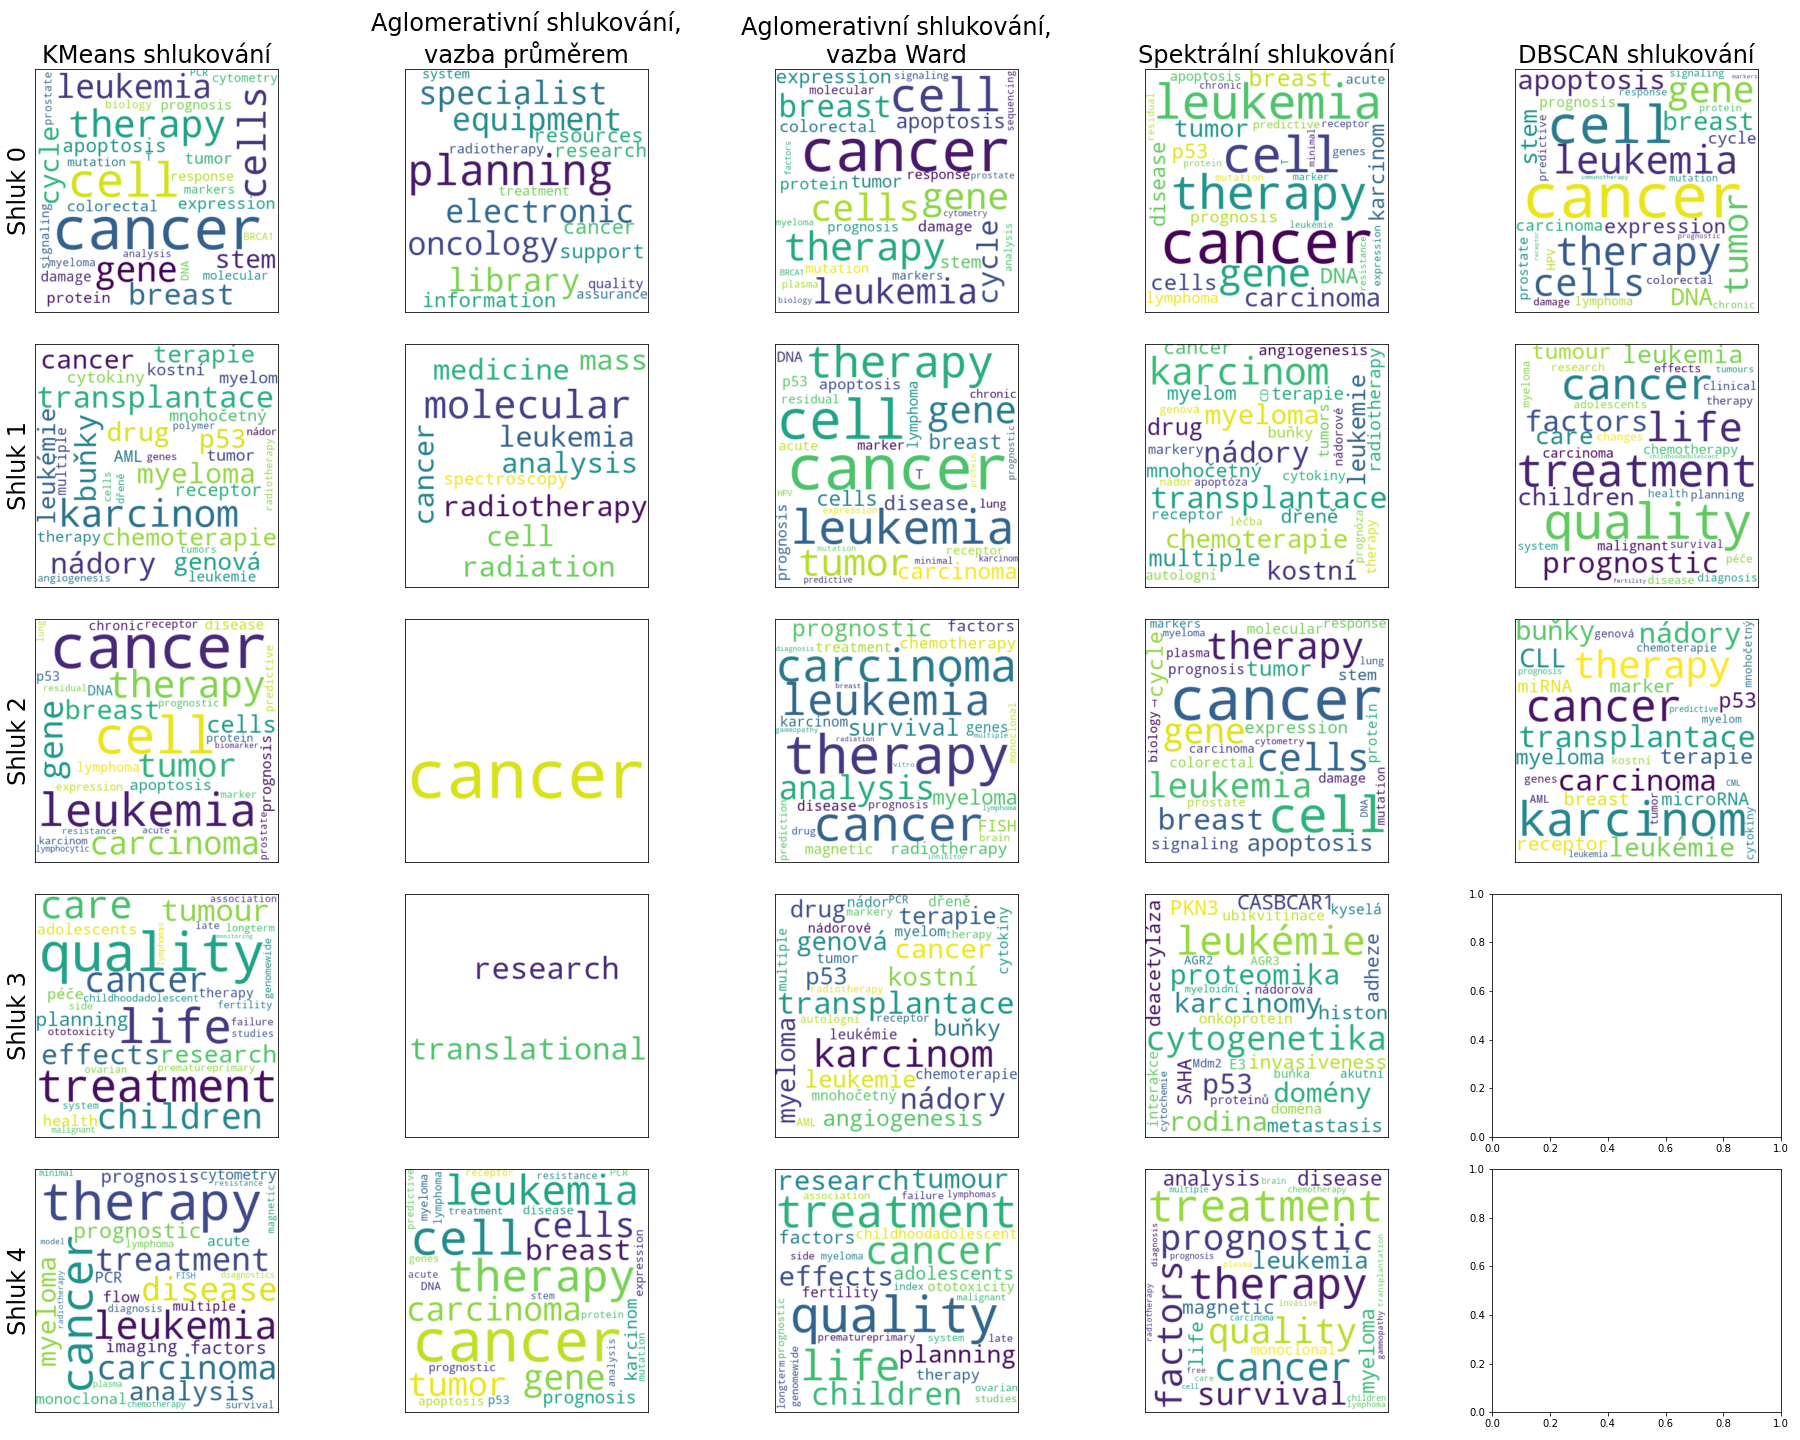 Aglomerativní shlukování,
Aglomerativní shlukování,
KMeans shlukování
vazba průměrem
vazba Ward
Spektrální shlukování
DBSCAN shlukování
Shluk 0
leukemia PCR cytometry
prostate biology prognosis
therapy
cycle apoptosis cells
mutation T tumor
cell response
markers
colorectal expression
signaling cancer BRCA1
analysis
myeloma gene stem
damage DNA molecular
protein breast
system
specialist
equipment
resources
radiotherapy research
planning
treatment
electronic
cancer
oncology support
library quality
information assurance
expression signaling sequencing
molecular
breast cell
colorectal apoptosis
factors cancer
response prostate
protein tumor
cells gene
myeloma cytometry
prognosis damage
therapy cycle analysis
stem
BRCA1 mutation markers
plasma
biology leukemia
apoptosis breast acute
chronic
residual leukemia
tumor predictive receptor
p53 cell minimal genes
protein T karcinom
disease mutation marker
therapy
prognosis leukémie
cancer resistance expression
gene DNA
cells
lymphoma carcinoma
apoptosis signaling markers
response
prognosis gene
protein
stem cell breast
predictive cycle
leukemia
immunotherapy mutation
cancer
carcinoma expression tumor
prognostic
prostate receptor HPV therapy
cells colorectal
DNA
damage lymphoma chronic
Shluk 1
cancer terapie
kostní
cytokiny myelom
transplantace
mnohočetný
polymer
leukémie multiple buňky drug p53 nádor
AML genes tumor
cells dřeně myeloma radiotherapy
receptor
karcinom
therapy chemoterapie
tumors
nádory genová
angiogenesis leukemie
mass
medicine
molecular
leukemia
cancer analysis
spectroscopy
radiotherapy
cell
radiation
DNA therapy
p53 apoptosis lymphoma chronic
residual
cell gene
acute marker breast prognostic
cancer T protein
HPV cells disease lung
expression
prognosis leukemia
mutation receptor
tumor minimal karcinom
carcinoma
predictive
cancer angiogenesis
karcinom
myelom CD terapie radiotherapy
genová myeloma tumors leukemie
drug buňky nádorové
markery nádory
mnohočetný cytokiny
nádor apoptóza
transplantace
receptor léčba dřeně prognóza
chemoterapie therapy
multiple
autologní kostní
tumour leukemia
research effects tumours
myeloma cancer clinical
adolescents therapy
factors life
care changes
carcinoma chemotherapy
treatment
childhoodadolescent
children health planning
quality
system malignant survival
prognostic péče
fertility disease diagnosis
Shluk 2
lung chronic receptor disease
cancer
p53 predictive
residual DNA therapy
prognostic
gene breast cells
cell protein
biomarker
lymphoma tumor prognosis
expression apoptosis
marker
leukemia
resistance acute prostate
karcinom
lymphocytic carcinoma
cancer
prognostic factors
diagnosis treatment chemotherapy
carcinoma
breast
leukemia
karcinom monoclonal
gammopathy survival genes
radiation multiple
therapy
vitro
analysis
prediction disease prognosis myeloma
lymphoma
drug cancer FISH
brain
magnetic radiotherapy
inhibitor
markers molecular response
myeloma
plasma therapy
cycle prognosis tumor lung
stem
biology T cancer
gene expression protein
carcinoma cytometry
colorectal cells
leukemia damage mutation
prostate DNA
breast cell
signaling apoptosis
buňky genová nádory mnohočetný
chemoterapie
CLL
prognosis therapy
miRNA marker
predictive p53
cancer myelom
transplantace
myeloma kostní terapie
genes carcinoma CML
AML breast tumor microRNA
karcinom cytokiny
receptor leukemia leukémie
Shluk 3
care association
tumour
adolescents late longterm
monitoring
quality lymphomas genomewide
cancer
péče childhoodadolescent therapy
side fertility
planning life failure
ototoxicity studies
effects research
ovarian prematureprimary
treatment
system
health children
malignant
research
translational
drug nádor PCR dřeně
markery terapie
nádorové myelom therapy cytokiny
multiple genová cancer
tumor
p53 kostní
radiotherapy
transplantace
autologní receptor
leukémie buňky
myeloma karcinom
leukemie chemoterapie
mnohočetný nádory
AML angiogenesis
PKN3 CASBCAR1 kyselá
ubikvitinace
deacetyláza leukémie adheze
AGR2 AGR3
proteomika
myeloidní nádorová
karcinomy
onkoprotein histon
cytogenetika
interakce Mdm2 E3 invasiveness
cytochemie SAHA buňka akutní
p53 domény
proteinů doména
rodina metastasis
0.0 0.2 0.4 0.6 0.8 1.0
0.0 0.2 0.4 0.6 0.8 1.0
Shluk 4
minimal prognosis cytometry
resistance
therapy magnetic
prognostic
model lymphoma acute
treatment
PCR FISH diagnostics
myeloma radiotherapy cancer flow disease
diagnosis multiple
leukemia
imaging factors
carcinoma
plasma
monoclonal analysis
chemotherapy survival
predictive receptor resistance PCR
myeloma lymphoma leukemia
treatment disease
cell cells
genes breast expression
acute therapy
DNA stem
carcinoma protein
cancer karcinom mutation
prognostic analysis
tumor gene
apoptosis p53 prognosis
research tumour
association failure lymphomas
treatment
factors childhoodadolescent
side myeloma cancer
effects adolescents
fertility index ototoxicity
malignant
quality
prognostic prematureprimary system late
longterm genomewide life planning
therapy
children ovarian
studies
analysis brain disease
multiple chemotherapy
treatment
diagnosis prognostic transplantation
prognosis leukemia
plasma
therapy
factors magnetic invasive
radiotherapy carcinoma
life quality myeloma gammopathy
monoclonal
free cancer
care
cell survival children
lymphoma
0.0 0.2 0.4 0.6 0.8 1.0
0.0 0.2 0.4 0.6 0.8 1.0